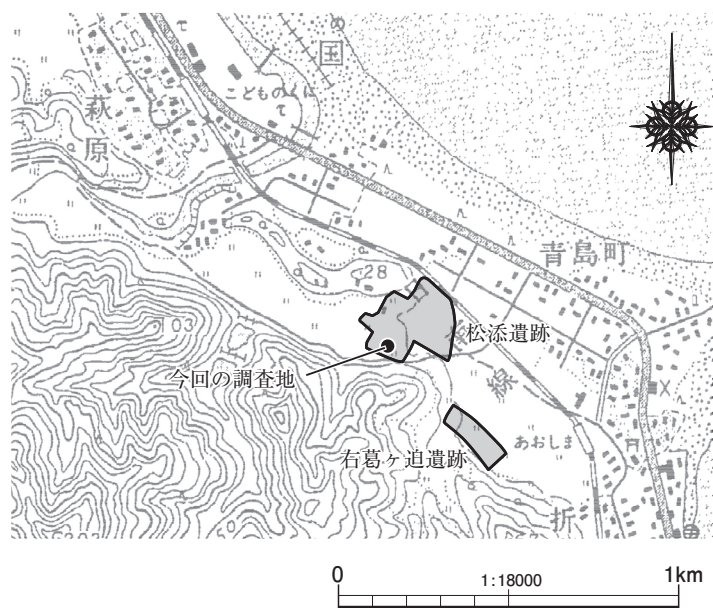 め
国
こどものくに
萩原
青島町
28
103
松添遺跡
今回の調査地
線
右葛ヶ迫遺跡
あおしま
折
0
1:18000
1km